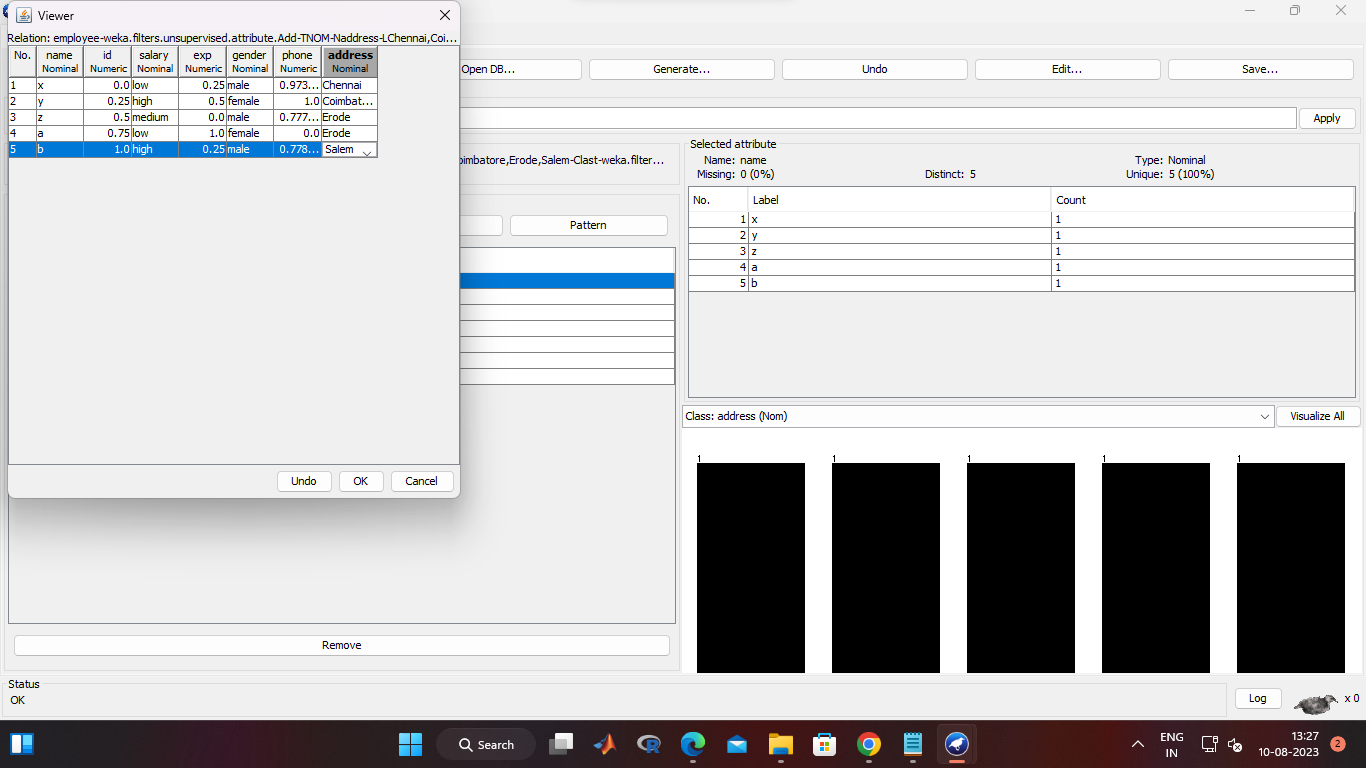 Viewer
Relation: employee-weka.filters.unsupervised.attribute.Add-TNOM-Naddress-LChennai,Coi...
No. name id salary exp gender phone address
Nominal Numeric Nominal Numeric Nominal Numeric Nominal
1 x 0.0 low 0.25 male 0.973... Chennai
2 y 0.25 high 0.5 female 1.0 Coimbat...
3 z 0.5 medium 0.0 male 0.777... Erode
4 a 0.75 low 1.0 female 0.0 Erode
5 b 1.0 high 0.25 male 0.778... Salem
Undo OK Cancel
Open DB... Generate... Undo Edit... Save...
Apply
oimbatore,Erode,Salem-Clast-weka.filter...
Pattern
Remove
Selected attribute
Name: name Type: Nominal
Missing: 0 (0%) Distinct: 5 Unique: 5 (100%)
No. Label Count
1 x 1
2 y 1
3 z 1
4 a 1
5 b 1
Class: address (Nom) Visualize All
1 1 1 1 1
Status
OK
Log x 0
Search
ENG
IN
13:27
10-08-2023
2